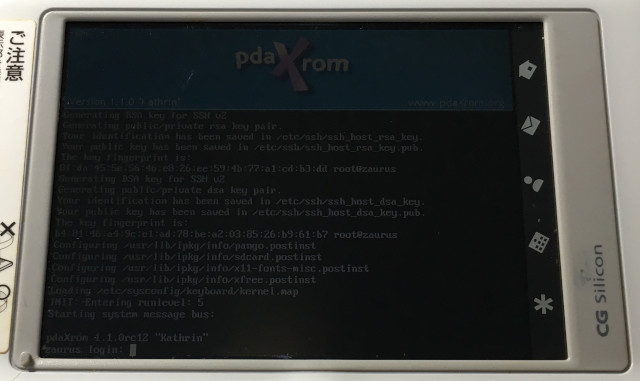 ご注意
pdaXrom
version 1.1.0 "Kathrin"
www.pdaXrom.org
Generating RSA key for SSH v2
Generating public/private rsa key pair.
Your identification has been saved in /etc/ssh/ssh_host_rsa_key.
Your public key has been saved in /etc/ssh/ssh_host_rsa_key.pub.
The key fingerprint is:
root@zaurus
Generating DSA key for SSH v2
Generating public/private dsa key pair.
Your identification has been saved in /etc/ssh/ssh_host_dsa_key.
Your public key has been saved in /etc/ssh/ssh_host_dsa_key.pub.
The key fingerprint is:
root@zaurus
Configuring /usr/lib/ipkg/info/pango.postinst
Configuring /usr/lib/ipkg/info/sdcard.postinst
Configuring /usr/lib/ipkg/info/x11-fonts-misc.postinst
Configuring /usr/lib/ipkg/info/xfree.postinst
Loading /etc/sysconfig/keyboard/kernel.map
INIT: Entering runlevel: 5
Starting system message bus:
pdaXrom 1.1.0rc12 "Kathrin"
zaurus login:
CG Silicon